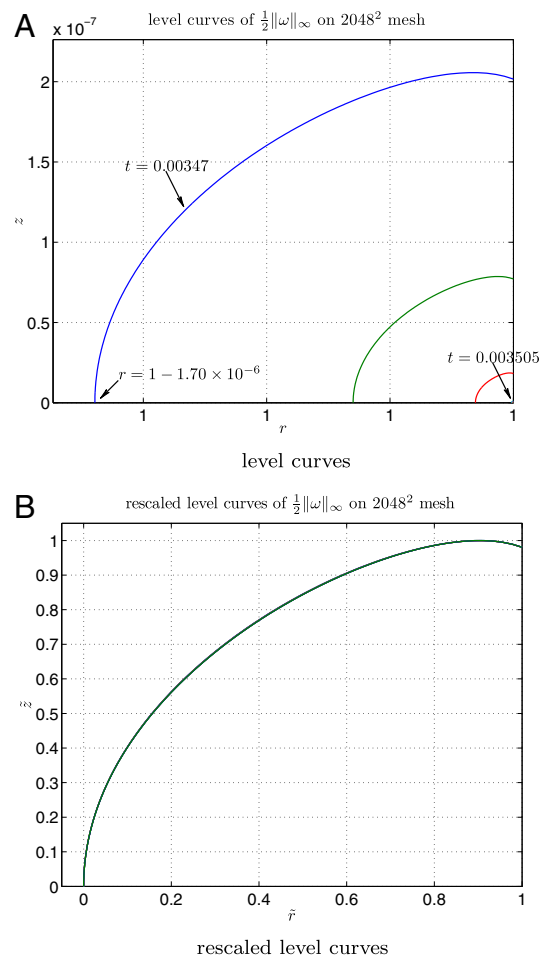 A
level curves of ½‖ω‖∞ on 2048² mesh
x 10⁻⁷
2
1.5
1
0.5
0
z
t = 0.00347
r = 1 − 1.70 × 10⁻⁶
t = 0.003505
1 1 1 1
r
level curves
B
rescaled level curves of ½‖ω‖∞ on 2048² mesh
1
0.9
0.8
0.7
0.6
0.5
0.4
0.3
0.2
0.1
0
z̃
0 0.2 0.4 0.6 0.8 1
r̃
rescaled level curves